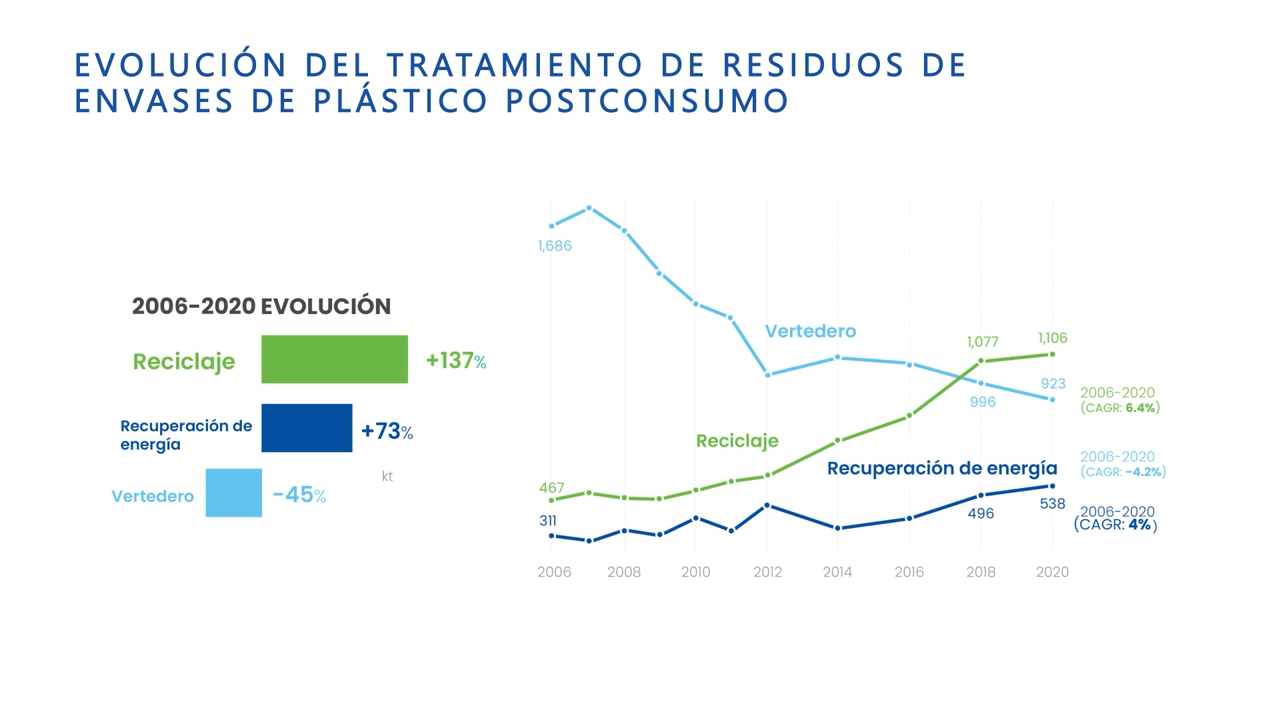 EVOLUCIÓN DEL TRATAMIENTO DE RESIDUOS DE
ENVASES DE PLÁSTICO POSTCONSUMO
2006-2020 EVOLUCIÓN
Reciclaje
+137%
Recuperación de
energía
+73%
Vertedero
-45%
kt
1,686
Vertedero
1,077
1,106
996
923
Reciclaje
467
Recuperación de energía
311
496
538
2006-2020
(CAGR: 6.4%)
2006-2020
(CAGR: -4.2%)
2006-2020
(CAGR: 4%)
2006 2008 2010 2012 2014 2016 2018 2020